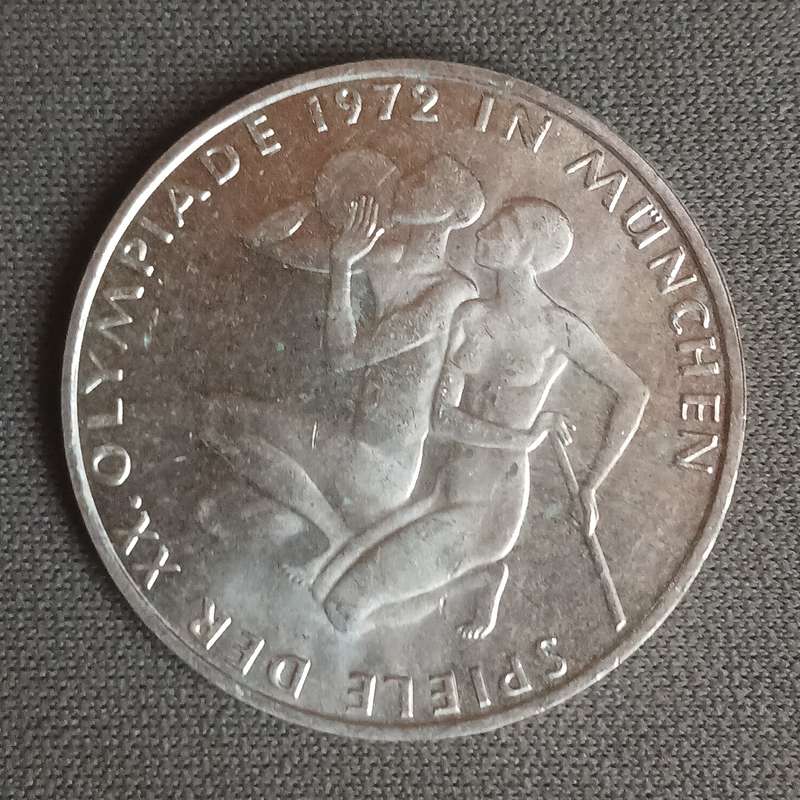 SPIELE DER XX. OLYMPIADE 1972 IN MÜNCHEN